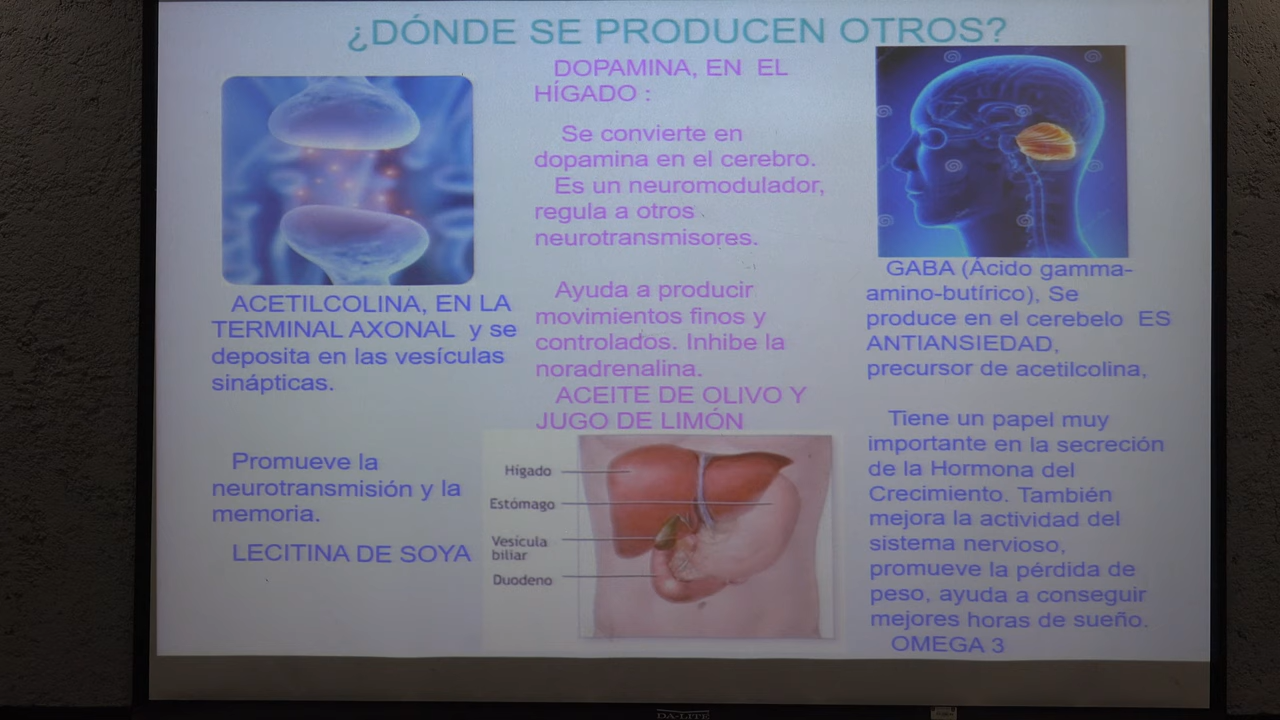 ¿DÓNDE SE PRODUCEN OTROS?
ACETILCOLINA, EN LA
TERMINAL AXONAL y se
deposita en las vesículas
sinápticas.
Promueve la
neurotransmisión y la
memoria.
LECITINA DE SOYA
DOPAMINA, EN EL
HÍGADO :
Se convierte en
dopamina en el cerebro.
Es un neuromodulador,
regula a otros
neurotransmisores.
Ayuda a producir
movimientos finos y
controlados. Inhibe la
noradrenalina.
ACEITE DE OLIVO Y
JUGO DE LIMÓN
Hígado
Estómago
Vesícula
biliar
Duodeno
GABA (Ácido gamma-
amino-butírico), Se
produce en el cerebelo ES
ANTIANSIEDAD,
precursor de acetilcolina,
Tiene un papel muy
importante en la secreción
de la Hormona del
Crecimiento. También
mejora la actividad del
sistema nervioso,
promueve la pérdida de
peso, ayuda a conseguir
mejores horas de sueño.
OMEGA 3
DA-LITE